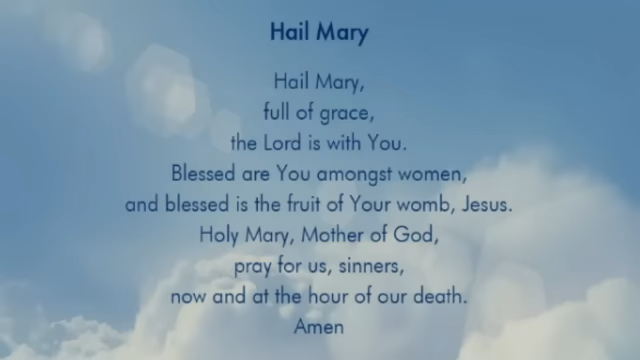 Hail Mary
Hail Mary,
full of grace,
the Lord is with You.
Blessed are You amongst women,
and blessed is the fruit of Your womb, Jesus.
Holy Mary, Mother of God,
pray for us, sinners,
now and at the hour of our death.
Amen